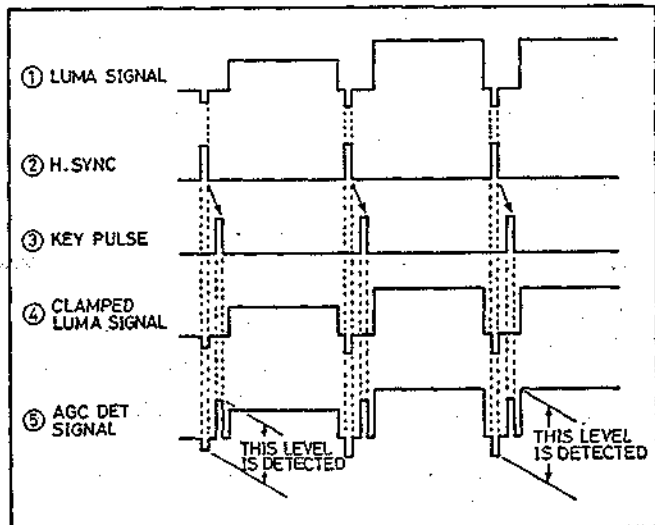 ① LUMA SIGNAL
② H.SYNC
③ KEY PULSE
④ CLAMPED
LUMA SIGNAL
⑤ AGC DET
SIGNAL
THIS LEVEL
IS DETECTED
THIS LEVEL
IS DETECTED